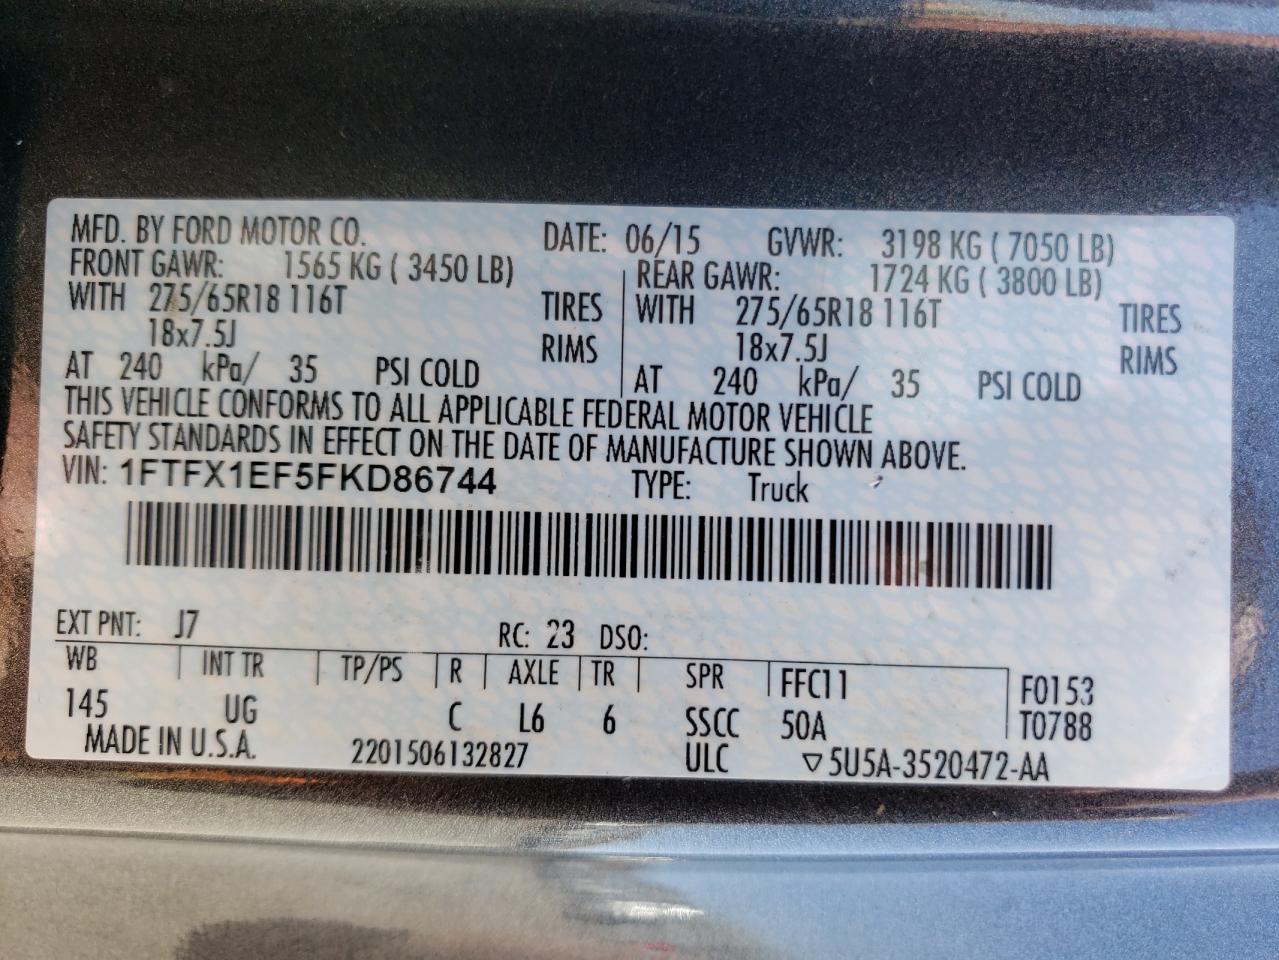 MFD. BY FORD MOTOR CO. DATE: 06/15 GVWR: 3198 KG ( 7050 LB)
FRONT GAWR: 1565 KG ( 3450 LB) REAR GAWR: 1724 KG ( 3800 LB)
WITH 275/65R18 116T TIRES WITH 275/65R18 116T TIRES
18x7.5J RIMS 18x7.5J RIMS
AT 240 kPa/ 35 PSI COLD AT 240 kPa/ 35 PSI COLD
THIS VEHICLE CONFORMS TO ALL APPLICABLE FEDERAL MOTOR VEHICLE
SAFETY STANDARDS IN EFFECT ON THE DATE OF MANUFACTURE SHOWN ABOVE.
VIN: 1FTFX1EF5FKD86744 TYPE: Truck
EXT PNT: J7 RC: 23 DSO:
WB INT TR TP/PS R AXLE TR SPR FFC11 F0153
145 UG C L6 6 SSCC 50A T0788
MADE IN U.S.A. 2201506132827 ULC ▽5U5A-3520472-AA